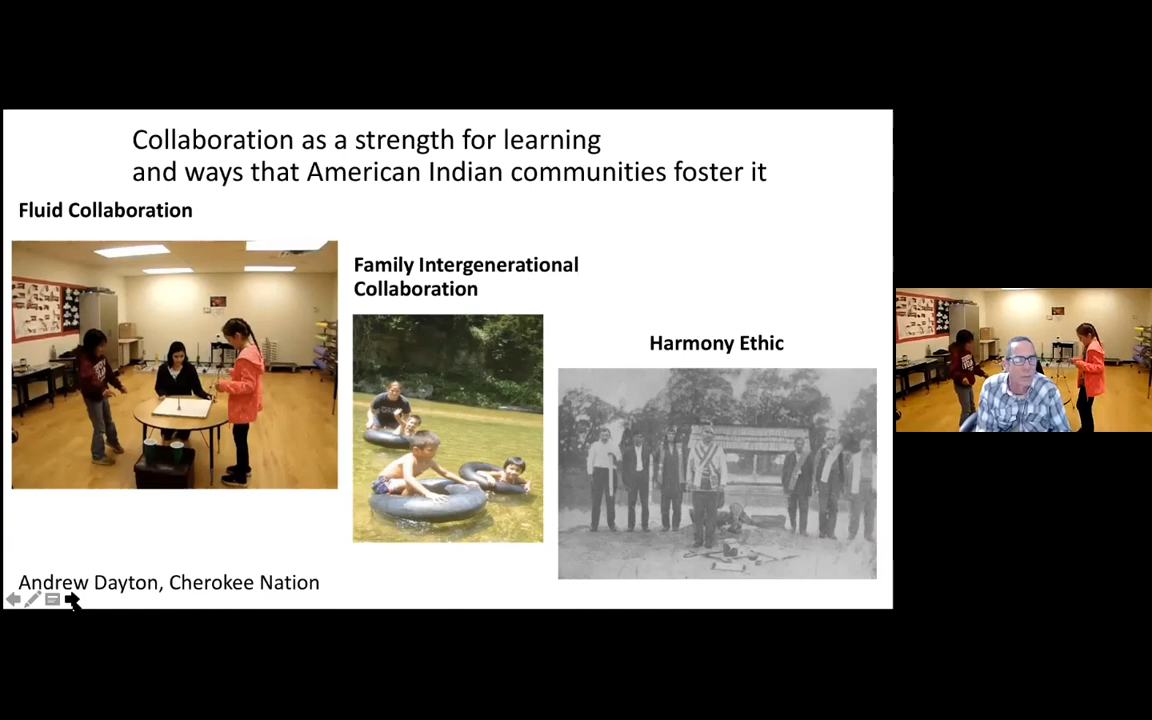 Collaboration as a strength for learning
and ways that American Indian communities foster it
Fluid Collaboration
Family Intergenerational
Collaboration
Harmony Ethic
Andrew Dayton, Cherokee Nation